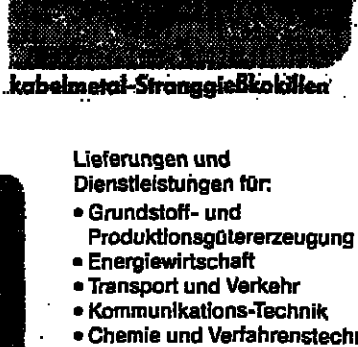 kabelmetal-Stranggießkokillen
Lieferungen und
Dienstleistungen für:
• Grundstoff- und
Produktionsgütererzeugung
• Energiewirtschaft
• Transport und Verkehr
• Kommunikations-Technik
• Chemie und Verfahrenstechn